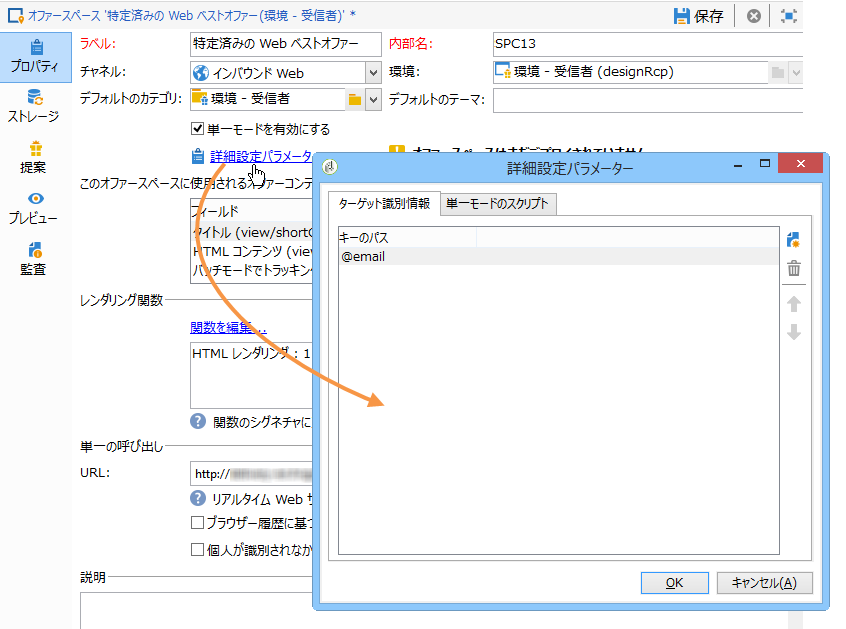 オファースペース '特定済みの Web ベストオファー(環境 - 受信者)' *
保存
プロパティ
ストレージ
提案
プレビュー
監査
ラベル:
特定済みの Web ベストオファー
内部名:
SPC13
チャネル:
インバウンド Web
環境:
環境 - 受信者 (designRcp)
デフォルトのカテゴリ:
環境 - 受信者
デフォルトのテーマ:
単一モードを有効にする
詳細設定パラメータ
このオファースペースに使用されるオファーコンテ
フィールド
タイトル (view/shortC
HTML コンテンツ (viev
バッチモードでトラッキン
レンダリング関数
関数を編集...
HTML レンダリング : 1
関数のシグネチャに
単一の呼び出し
URL:
http://
リアルタイム Web サ
ブラウザー履歴に基づ
個人が識別されなか
説明
詳細設定パラメーター
ターゲット識別情報
単一モードのスクリプト
キーのパス
@email
OK
キャンセル(A)